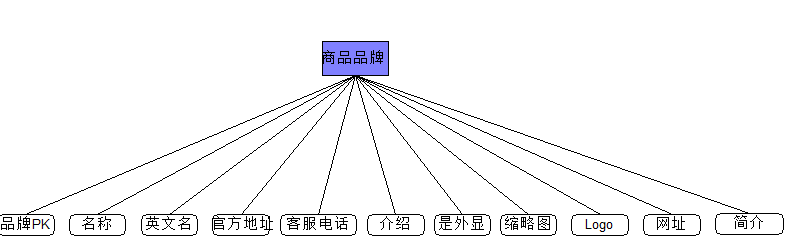 商品品牌
品牌PK
名称
英文名
官方地址
客服电话
介绍
是外显
缩略图
Logo
网址
简介